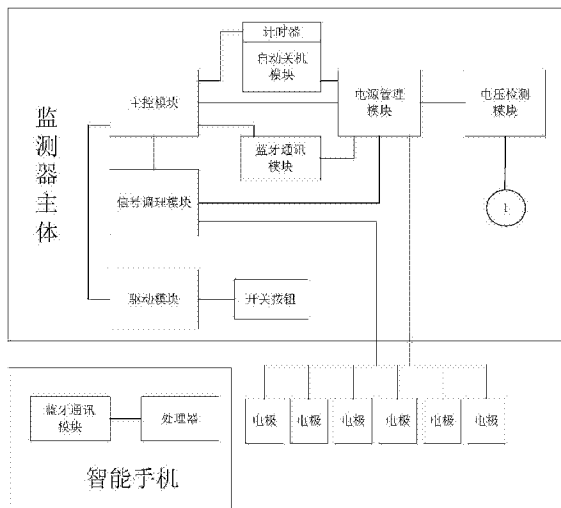 监测器主体
计时器
自动关机
模块
主控模块
电源管理
模块
电压检测
模块
蓝牙通讯
模块
信号调理模块
1
驱动模块
开关按钮
电极
电极
电极
电极
电极
电极
蓝牙通讯
模块
处理器
智能手机